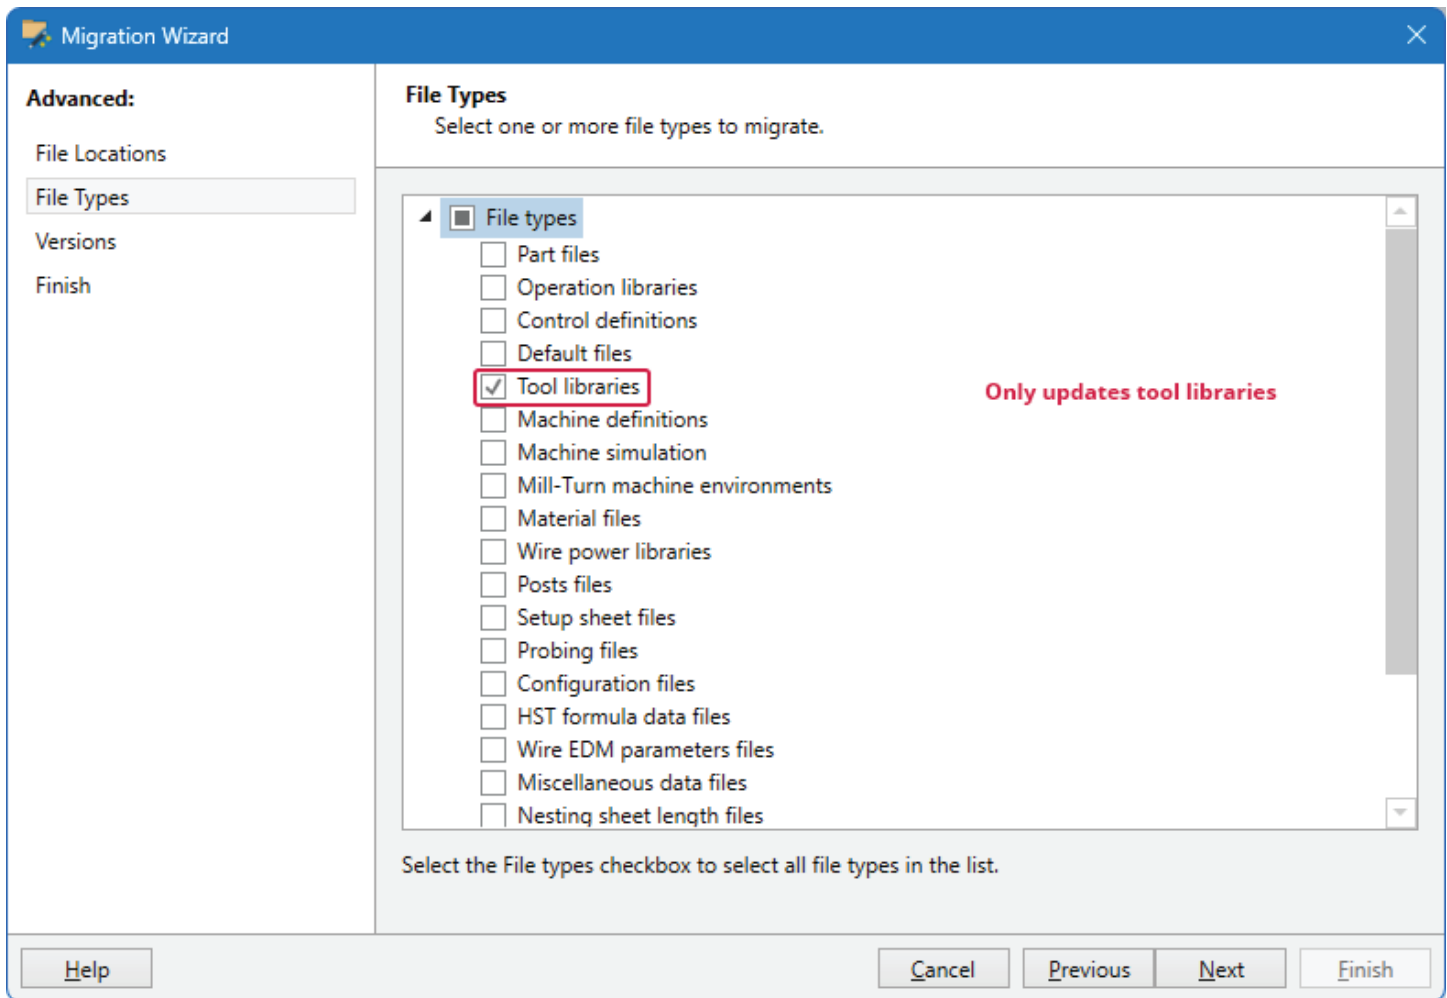 Migration Wizard
Advanced:
File Locations
File Types
Versions
Finish
File Types
Select one or more file types to migrate.
File types
Part files
Operation libraries
Control definitions
Default files
Tool libraries
Only updates tool libraries
Machine definitions
Machine simulation
Mill-Turn machine environments
Material files
Wire power libraries
Posts files
Setup sheet files
Probing files
Configuration files
HST formula data files
Wire EDM parameters files
Miscellaneous data files
Nesting sheet length files
Select the File types checkbox to select all file types in the list.
Help
Cancel
Previous
Next
Finish